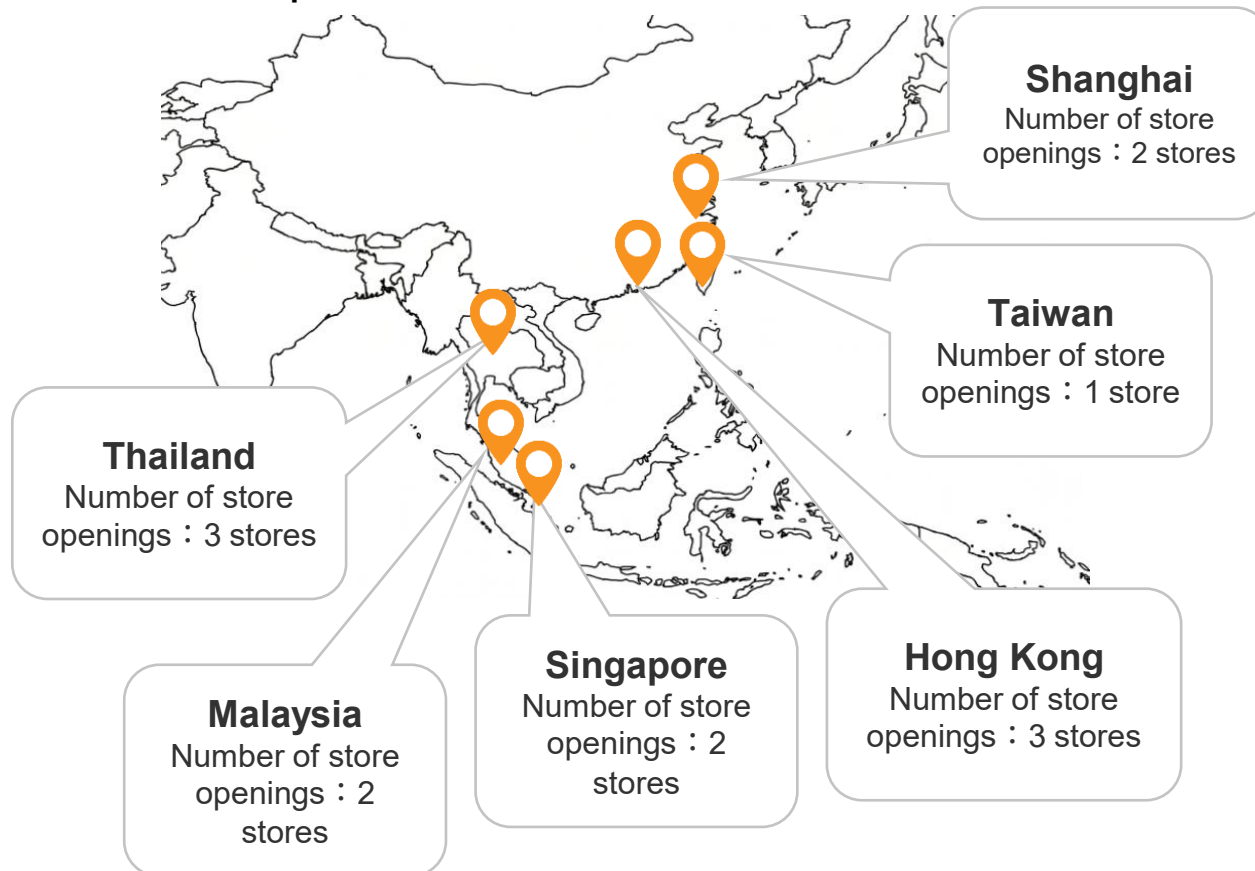 Shanghai
Number of store
openings：2 stores
Taiwan
Number of store
openings：1 store
Thailand
Number of store
openings：3 stores
Singapore
Number of store
openings：2
stores
Hong Kong
Number of store
openings：3 stores
Malaysia
Number of store
openings：2
stores